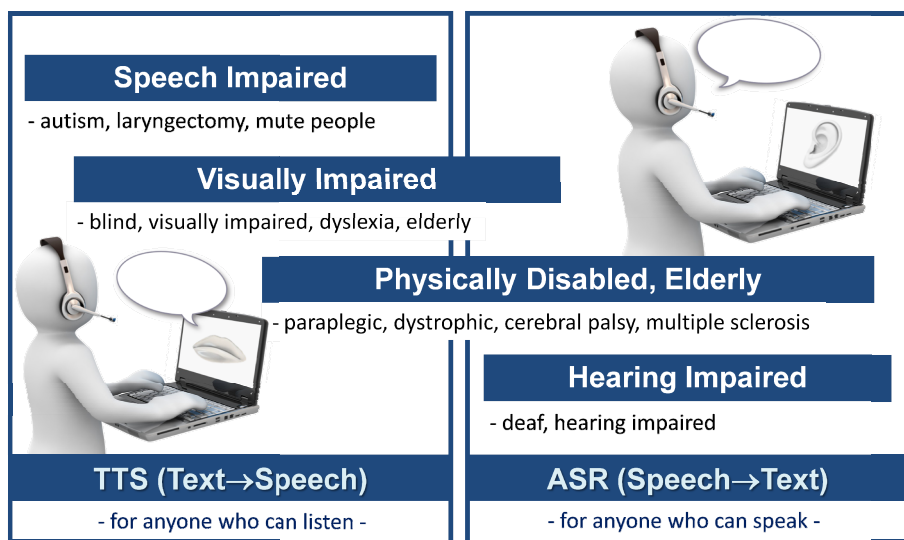 Speech Impaired
- autism, laryngectomy, mute people
Visually Impaired
- blind, visually impaired, dyslexia, elderly
Physically Disabled, Elderly
- paraplegic, dystrophic, cerebral palsy, multiple sclerosis
Hearing Impaired
- deaf, hearing impaired
TTS (Text→Speech)
- for anyone who can listen -
ASR (Speech→Text)
- for anyone who can speak -